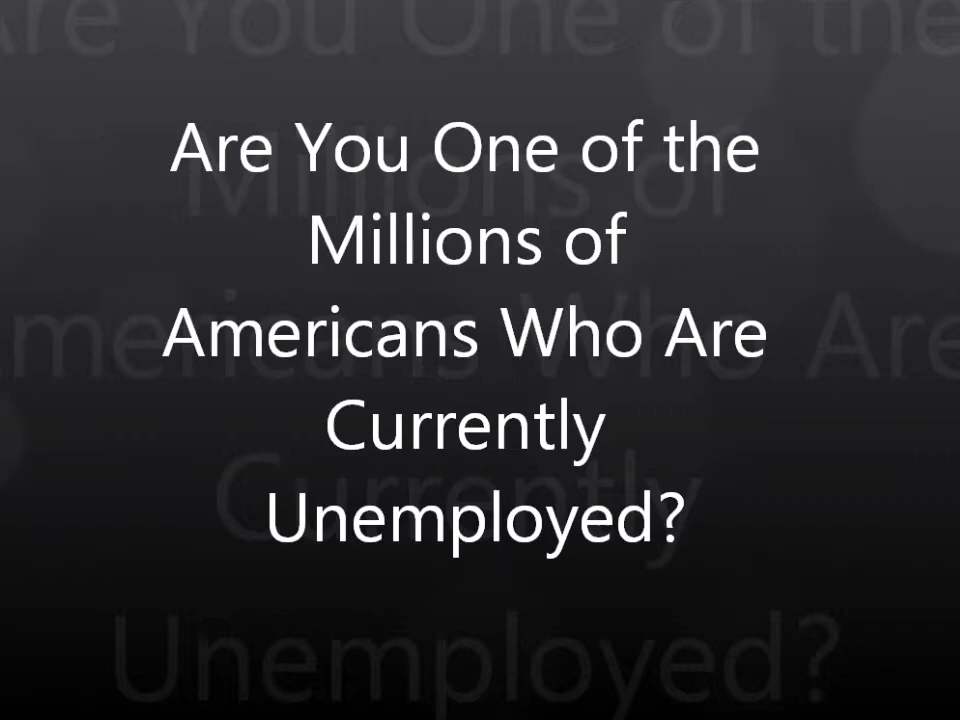 Are You One of the
Millions of
Americans Who Are
Currently
Unemployed?